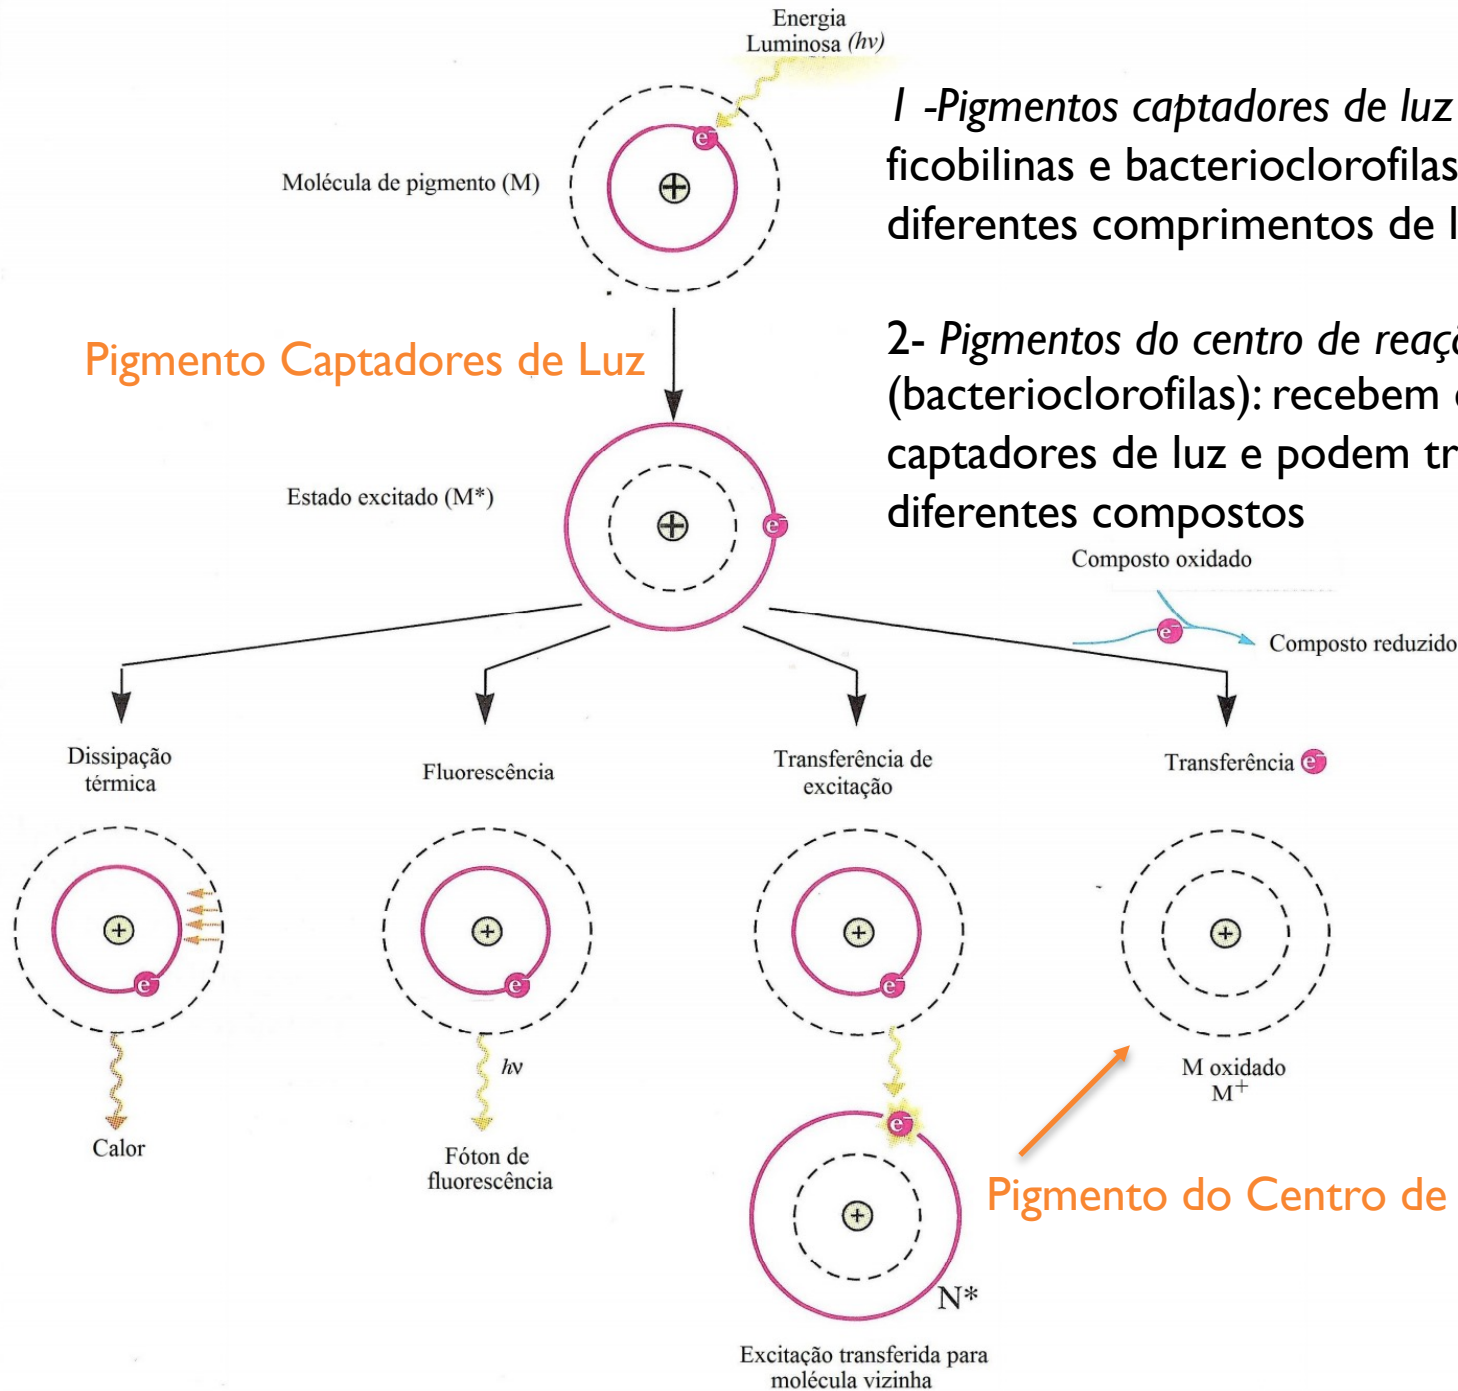 Energia
Luminosa (hv)
e⁻
Molécula de pigmento (M)
+
1 -Pigmentos captadores de luz
ficobilinas e bacterioclorofilas
diferentes comprimentos de l
Pigmento Captadores de Luz
2- Pigmentos do centro de reaçõ
(bacterioclorofilas): recebem e
captadores de luz e podem tr
diferentes compostos
Estado excitado (M*)
+
e⁻
Composto oxidado
e⁻
Composto reduzido
Dissipação
térmica
Fluorescência
Transferência de
excitação
Transferência e⁻
+
e⁻
+
e⁻
+
e⁻
+
Calor
hv
Fóton de
fluorescência
M oxidado
M⁺
e⁻
+
N*
Pigmento do Centro de
Excitação transferida para
molécula vizinha